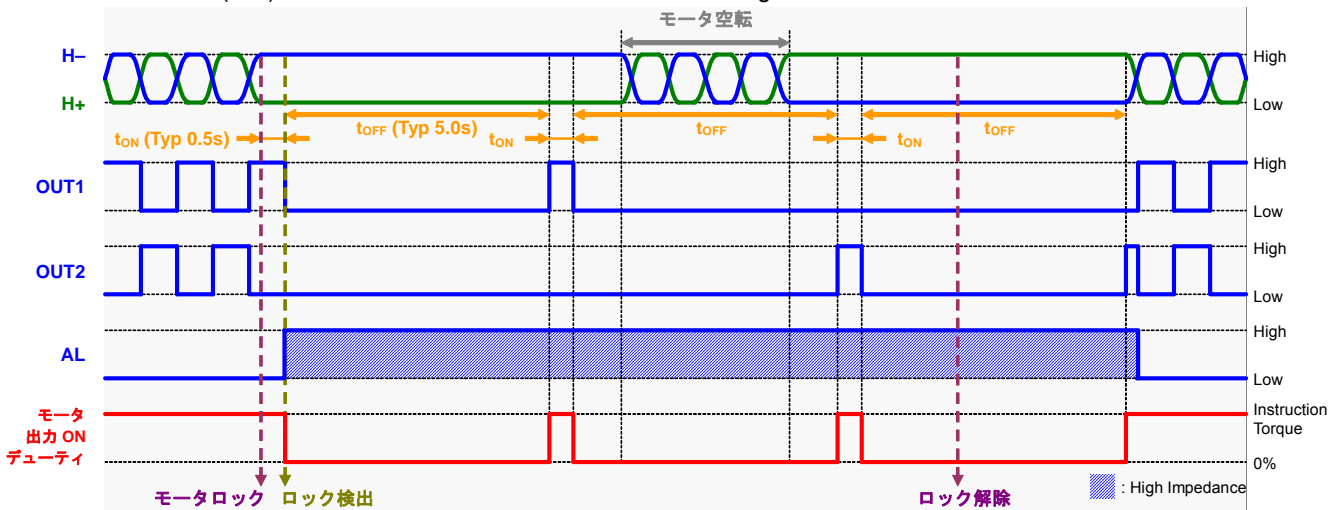 モータ空転
H–
High
H+
Low
tOFF (Typ 5.0s)
tOFF
tOFF
tON (Typ 0.5s)
tON
tON
High
OUT1
Low
High
OUT2
Low
High
AL
Low
モータ
出力 ON
デューティ
Instruction
Torque
0%
: High Impedance
モータロック
ロック検出
ロック解除